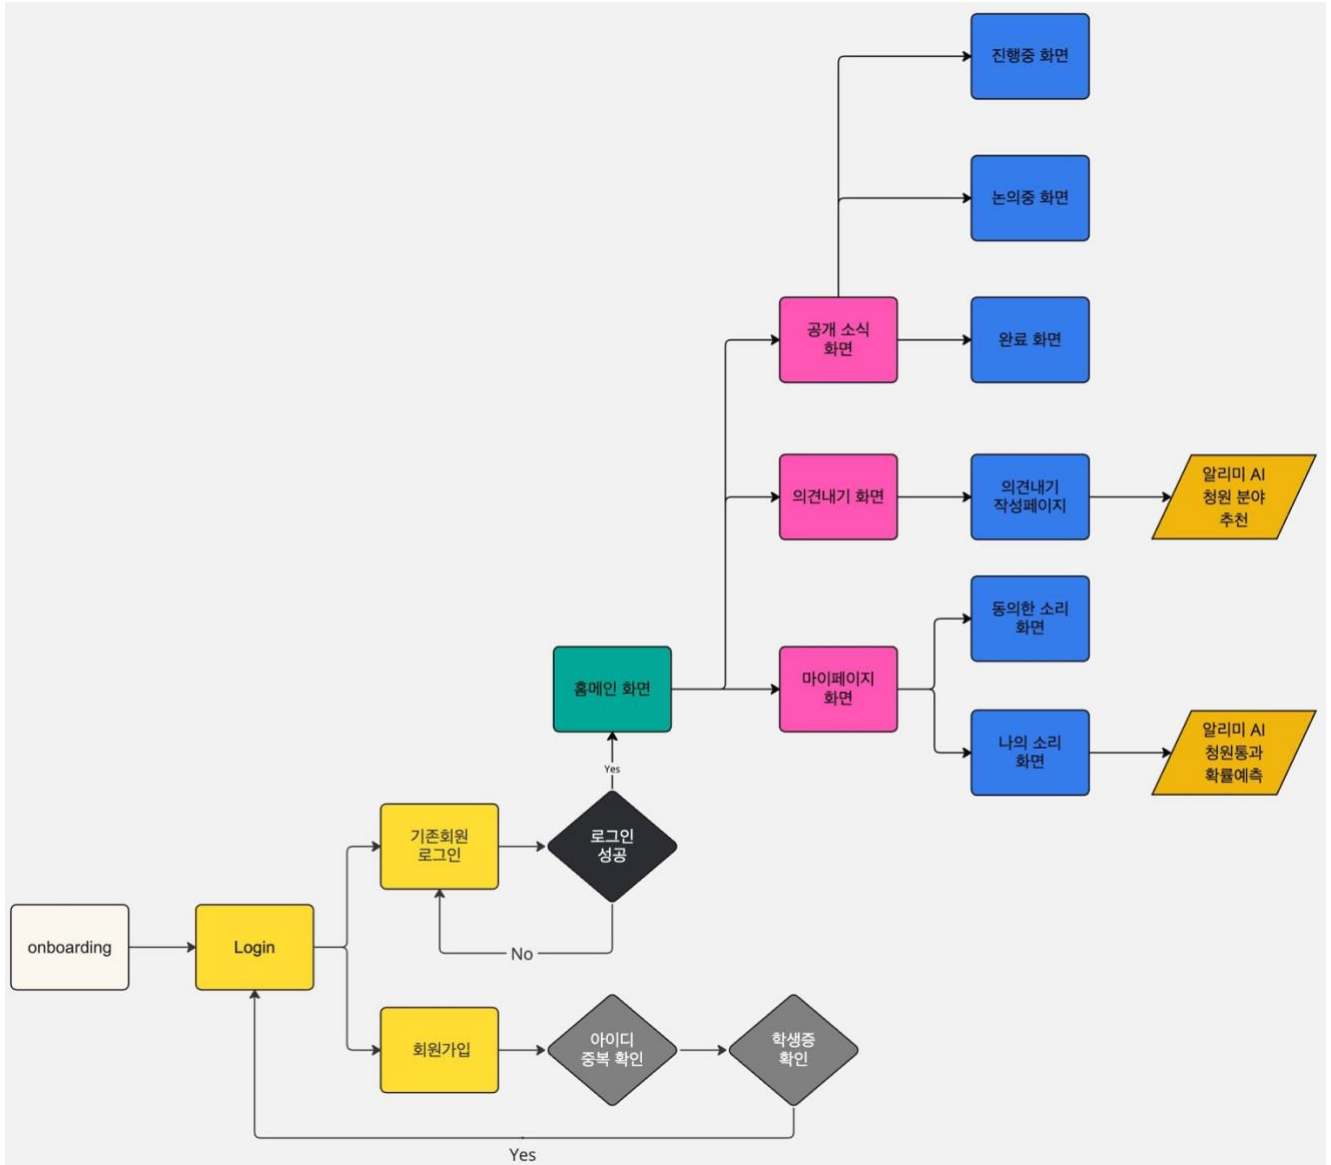 진행중 화면
논의중 화면
공개 소식
화면
완료 화면
의견내기 화면
의견내기
작성페이지
알리미 AI
청원 분야
추천
동의한 소리
화면
홈메인 화면
마이페이지
화면
나의 소리
화면
알리미 AI
청원통과
확률예측
Yes
기존회원
로그인
로그인
성공
onboarding
Login
No
회원가입
아이디
중복 확인
학생증
확인
Yes